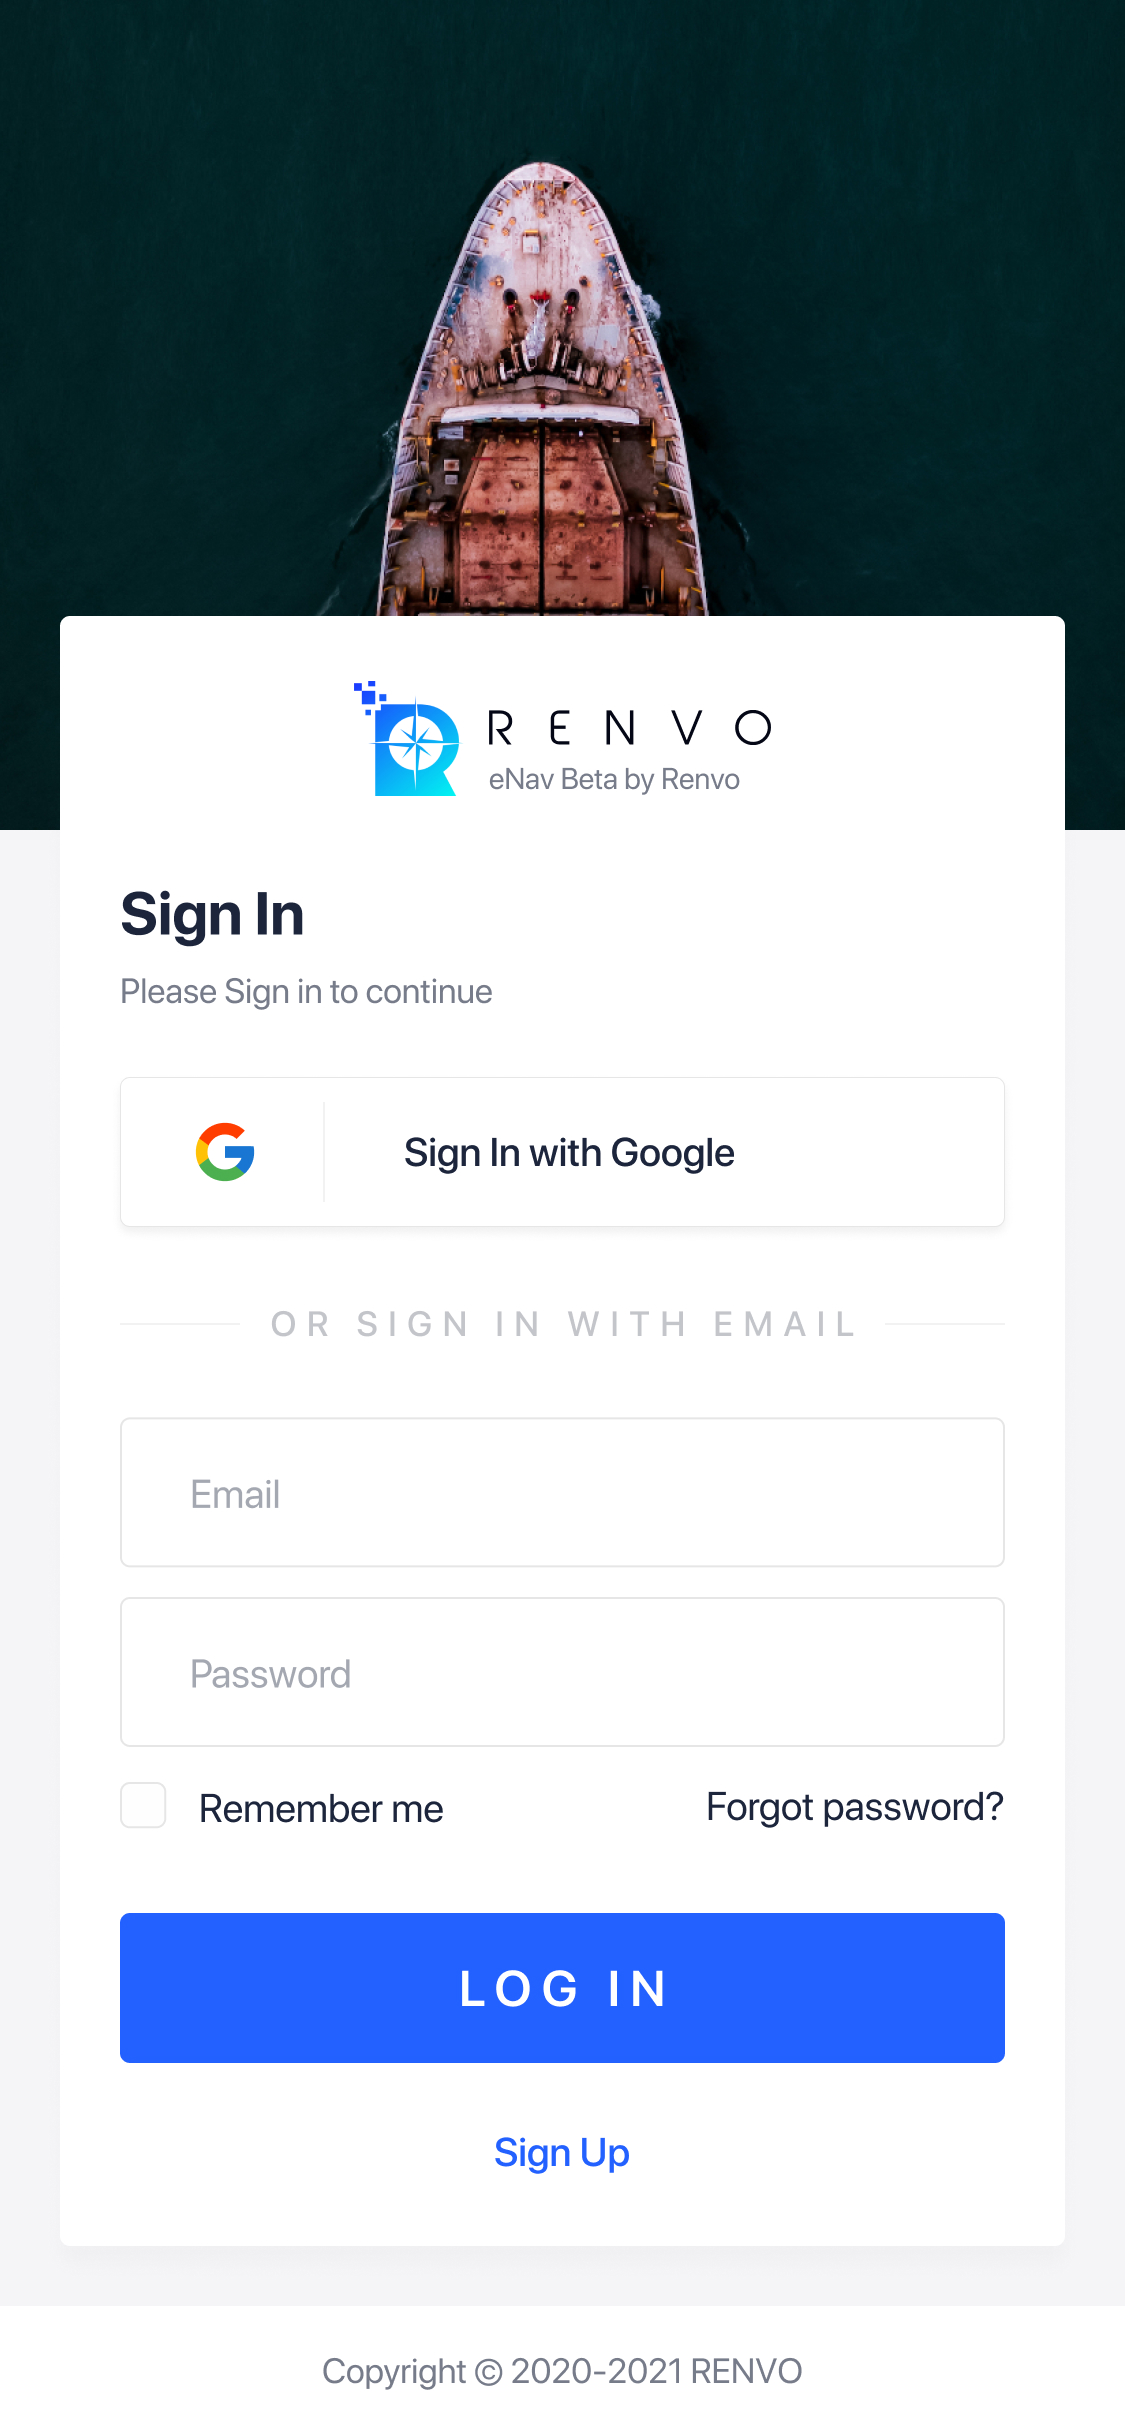 RENVO
eNav Beta by Renvo
Sign In
Please Sign in to continue
Sign In with Google
OR SIGN IN WITH EMAIL
Email
Password
Remember me
Forgot password?
LOG IN
Sign Up
Copyright © 2020-2021 RENVO